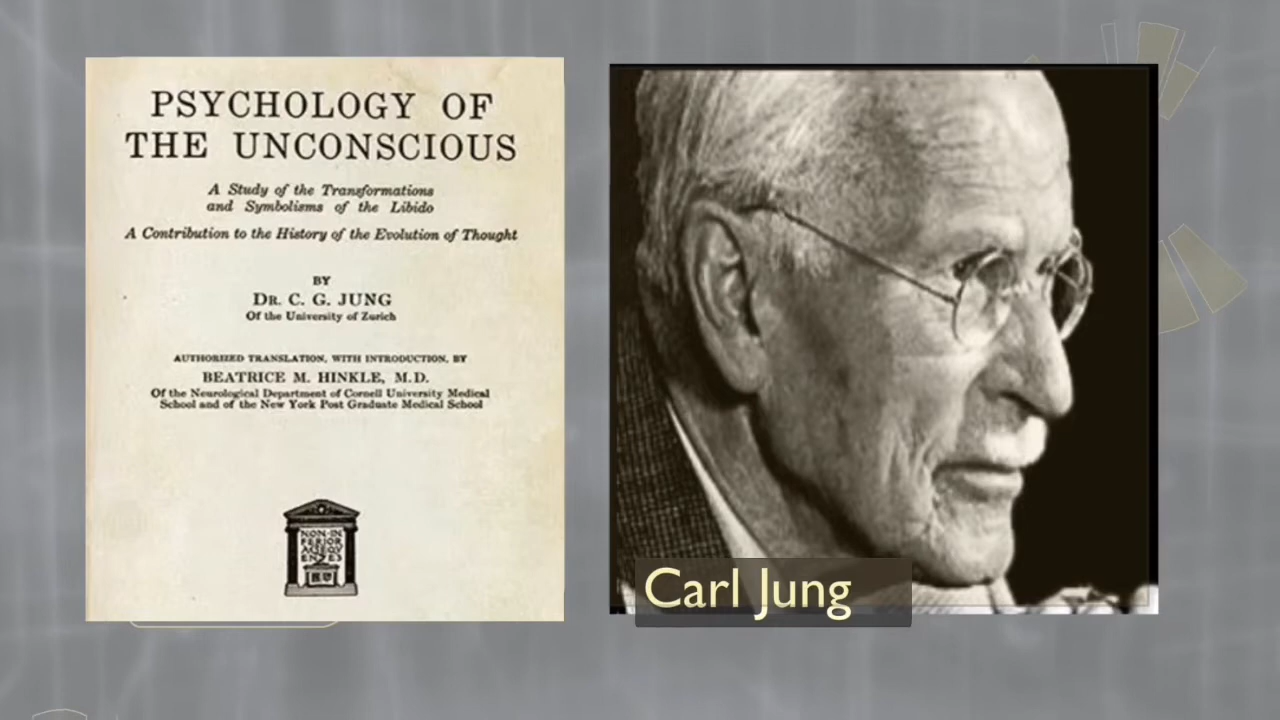 PSYCHOLOGY OF
THE UNCONSCIOUS
A Study of the Transformations
and Symbolisms of the Libido
A Contribution to the History of the Evolution of Thought
BY
DR. C. G. JUNG
Of the University of Zurich
AUTHORIZED TRANSLATION, WITH INTRODUCTION, BY
BEATRICE M. HINKLE, M.D.
Of the Neurological Department of Cornell University Medical
School and of the New York Post Graduate Medical School
NON·IN
FERIOR
Carl Jung